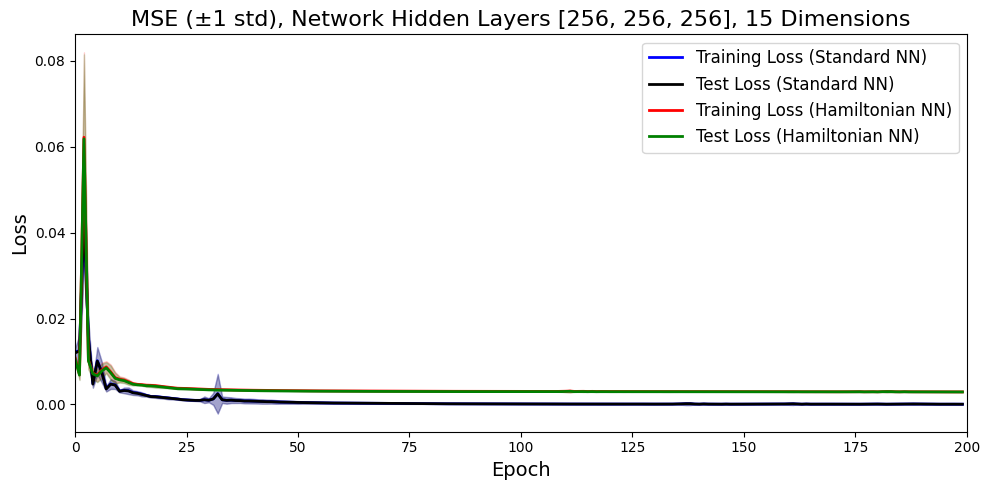 MSE (±1 std), Network Hidden Layers [256, 256, 256], 15 Dimensions
Training Loss (Standard NN)
Test Loss (Standard NN)
Training Loss (Hamiltonian NN)
Test Loss (Hamiltonian NN)
Loss
0.08
0.06
0.04
0.02
0.00
0 25 50 75 100 125 150 175 200
Epoch